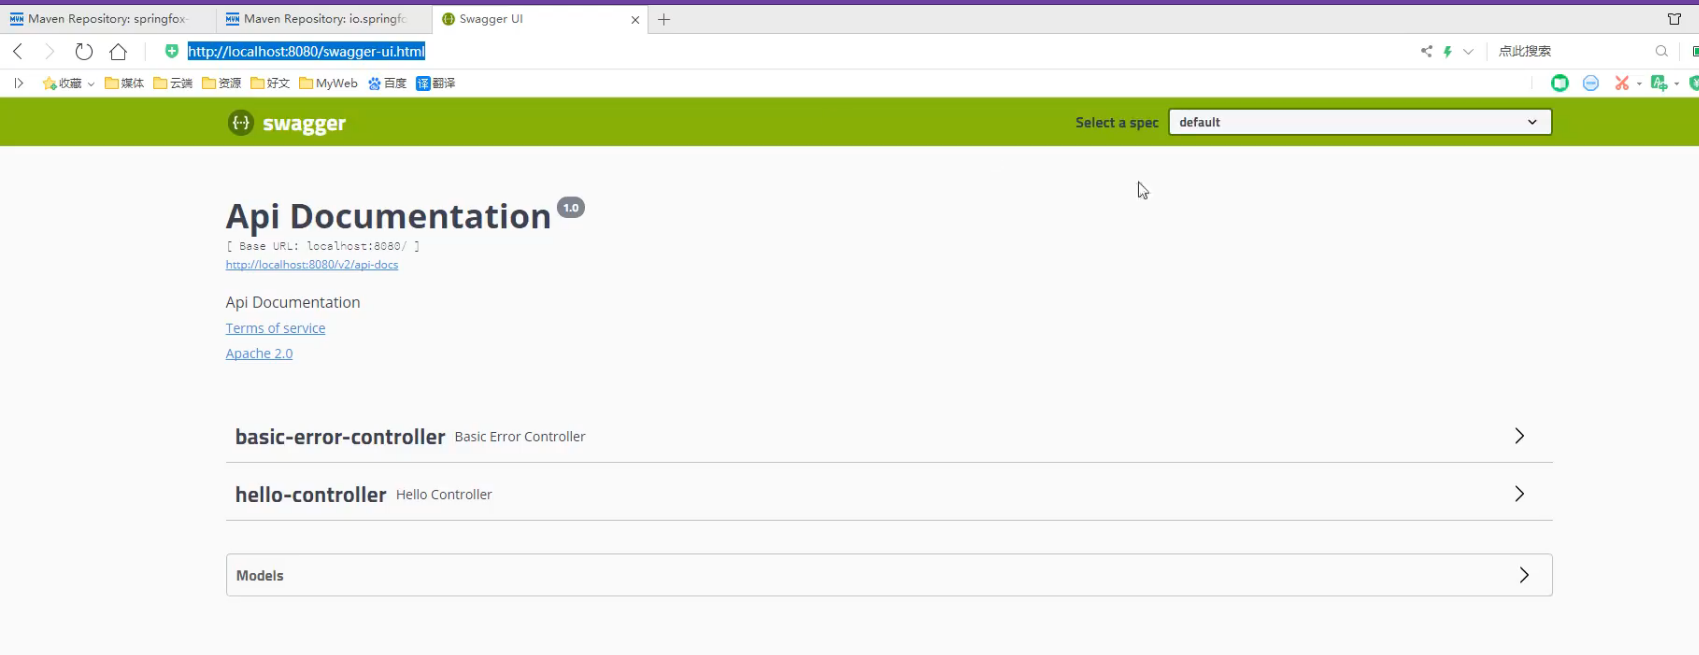 Maven Repository: springfox-
Maven Repository: io.springfo
Swagger UI
http://localhost:8080/swagger-ui.html
点此搜索
收藏 媒体 云端 资源 好文 MyWeb 百度 译 翻译
swagger
Select a spec
default
Api Documentation 1.0
[ Base URL: localhost:8080/ ]
http://localhost:8080/v2/api-docs
Api Documentation
Terms of service
Apache 2.0
basic-error-controller Basic Error Controller
hello-controller Hello Controller
Models